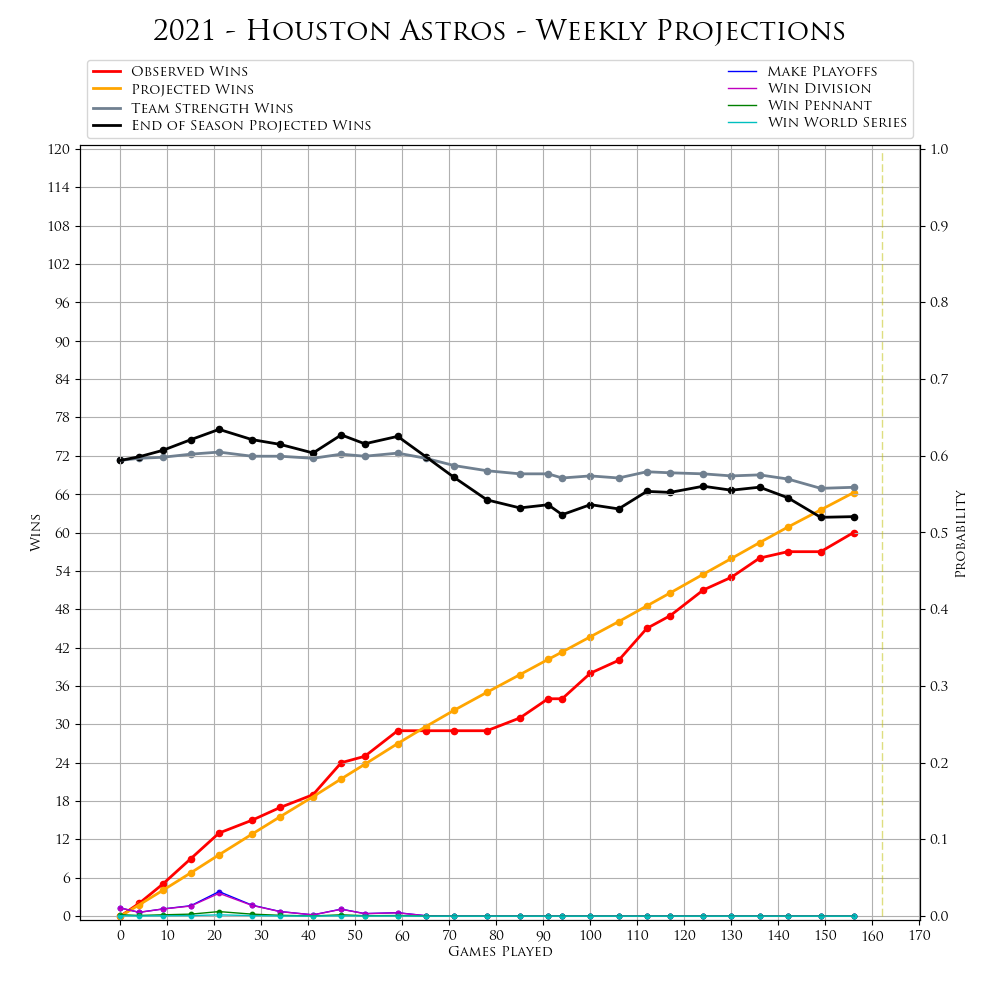 2021 - Houston Astros - Weekly Projections
Observed Wins
Projected Wins
Team Strength Wins
End of Season Projected Wins
Make Playoffs
Win Division
Win Pennant
Win World Series
120
114
108
102
96
90
84
78
72
66
60
54
48
42
36
30
24
18
12
6
0
Wins
1.0
0.9
0.8
0.7
0.6
0.5
0.4
0.3
0.2
0.1
0.0
Probability
0 10 20 30 40 50 60 70 80 90 100 110 120 130 140 150 160 170
Games Played